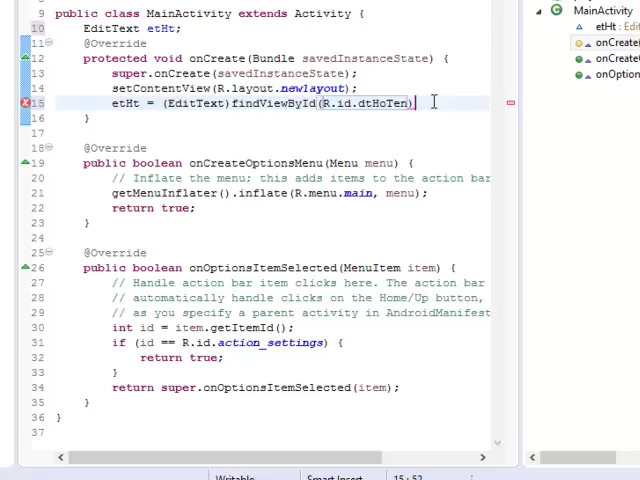 9
public class MainActivity extends Activity {
10
EditText etHt;
11
@Override
12
protected void onCreate(Bundle savedInstanceState) {
13
super.onCreate(savedInstanceState);
14
setContentView(R.layout.newlayout);
15
etHt = (EditText)findViewById(R.id.dtHoTen)
16
}
17
18
@Override
19
public boolean onCreateOptionsMenu(Menu menu) {
20
// Inflate the menu; this adds items to the action bar
21
getMenuInflater().inflate(R.menu.main, menu);
22
return true;
23
}
24
25
@Override
26
public boolean onOptionsItemSelected(MenuItem item) {
27
// Handle action bar item clicks here. The action bar
28
// automatically handle clicks on the Home/Up button,
29
// as you specify a parent activity in AndroidManifest
30
int id = item.getItemId();
31
if (id == R.id.action_settings) {
32
return true;
33
}
34
return super.onOptionsItemSelected(item);
35
}
36
}
37
MainActivity
etHt : Edi
onCreate(
onCreateO
onOption
Writable
Smart Insert
15 : 52